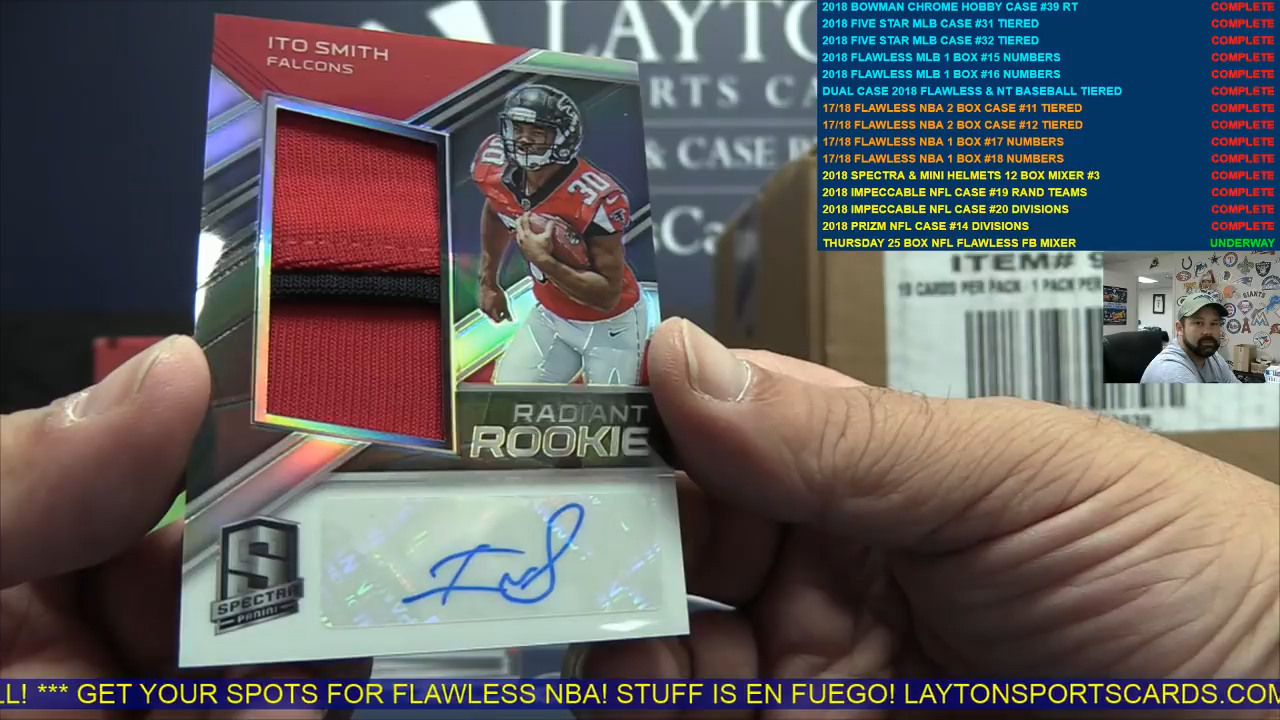 ITO SMITH
FALCONS
30
RADIANT
ROOKIE
SPECTRA
PANINI
LAYTO
RTS CA
& CASE B
ITEM# 9
10 CARDS PER PACK 1 PACK PER
2018 BOWMAN CHROME HOBBY CASE #39 RT COMPLETE
2018 FIVE STAR MLB CASE #31 TIERED COMPLETE
2018 FIVE STAR MLB CASE #32 TIERED COMPLETE
2018 FLAWLESS MLB 1 BOX #15 NUMBERS COMPLETE
2018 FLAWLESS MLB 1 BOX #16 NUMBERS COMPLETE
DUAL CASE 2018 FLAWLESS & NT BASEBALL TIERED COMPLETE
17/18 FLAWLESS NBA 2 BOX CASE #11 TIERED COMPLETE
17/18 FLAWLESS NBA 2 BOX CASE #12 TIERED COMPLETE
17/18 FLAWLESS NBA 1 BOX #17 NUMBERS COMPLETE
17/18 FLAWLESS NBA 1 BOX #18 NUMBERS COMPLETE
2018 SPECTRA & MINI HELMETS 12 BOX MIXER #3 COMPLETE
2018 IMPECCABLE NFL CASE #19 RAND TEAMS COMPLETE
2018 IMPECCABLE NFL CASE #20 DIVISIONS COMPLETE
2018 PRIZM NFL CASE #14 DIVISIONS COMPLETE
THURSDAY 25 BOX NFL FLAWLESS FB MIXER UNDERWAY
GIANTS
LL! *** GET YOUR SPOTS FOR FLAWLESS NBA! STUFF IS EN FUEGO! LAYTONSPORTSCARDS.COM